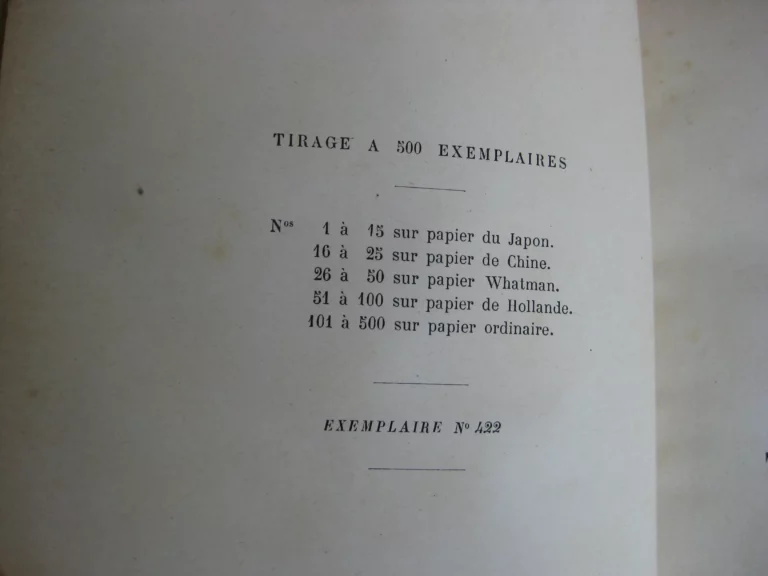 TIRAGE A 500 EXEMPLAIRES
Nos 1 à 15 sur papier du Japon.
16 à 25 sur papier de Chine.
26 à 50 sur papier Whatman.
51 à 100 sur papier de Hollande.
101 à 500 sur papier ordinaire.
EXEMPLAIRE No 422